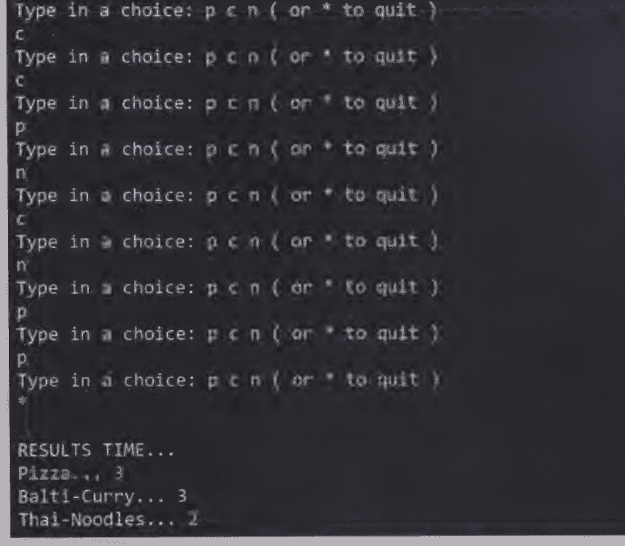 Type in a choice: p c n ( or * to quit )
c
Type in a choice: p c n ( or * to quit )
c
Type in a choice: p c n ( or * to quit )
p
Type in a choice: p c n ( or * to quit )
n
Type in a choice: p c n ( or * to quit )
c
Type in a choice: p c n ( or * to quit )
n
Type in a choice: p c n ( or * to quit )
p
Type in a choice: p c n ( or * to quit )
p
Type in a choice: p c n ( or * to quit )
*
RESULTS TIME...
Pizza... 3
Balti-Curry... 3
Thai-Noodles... 2